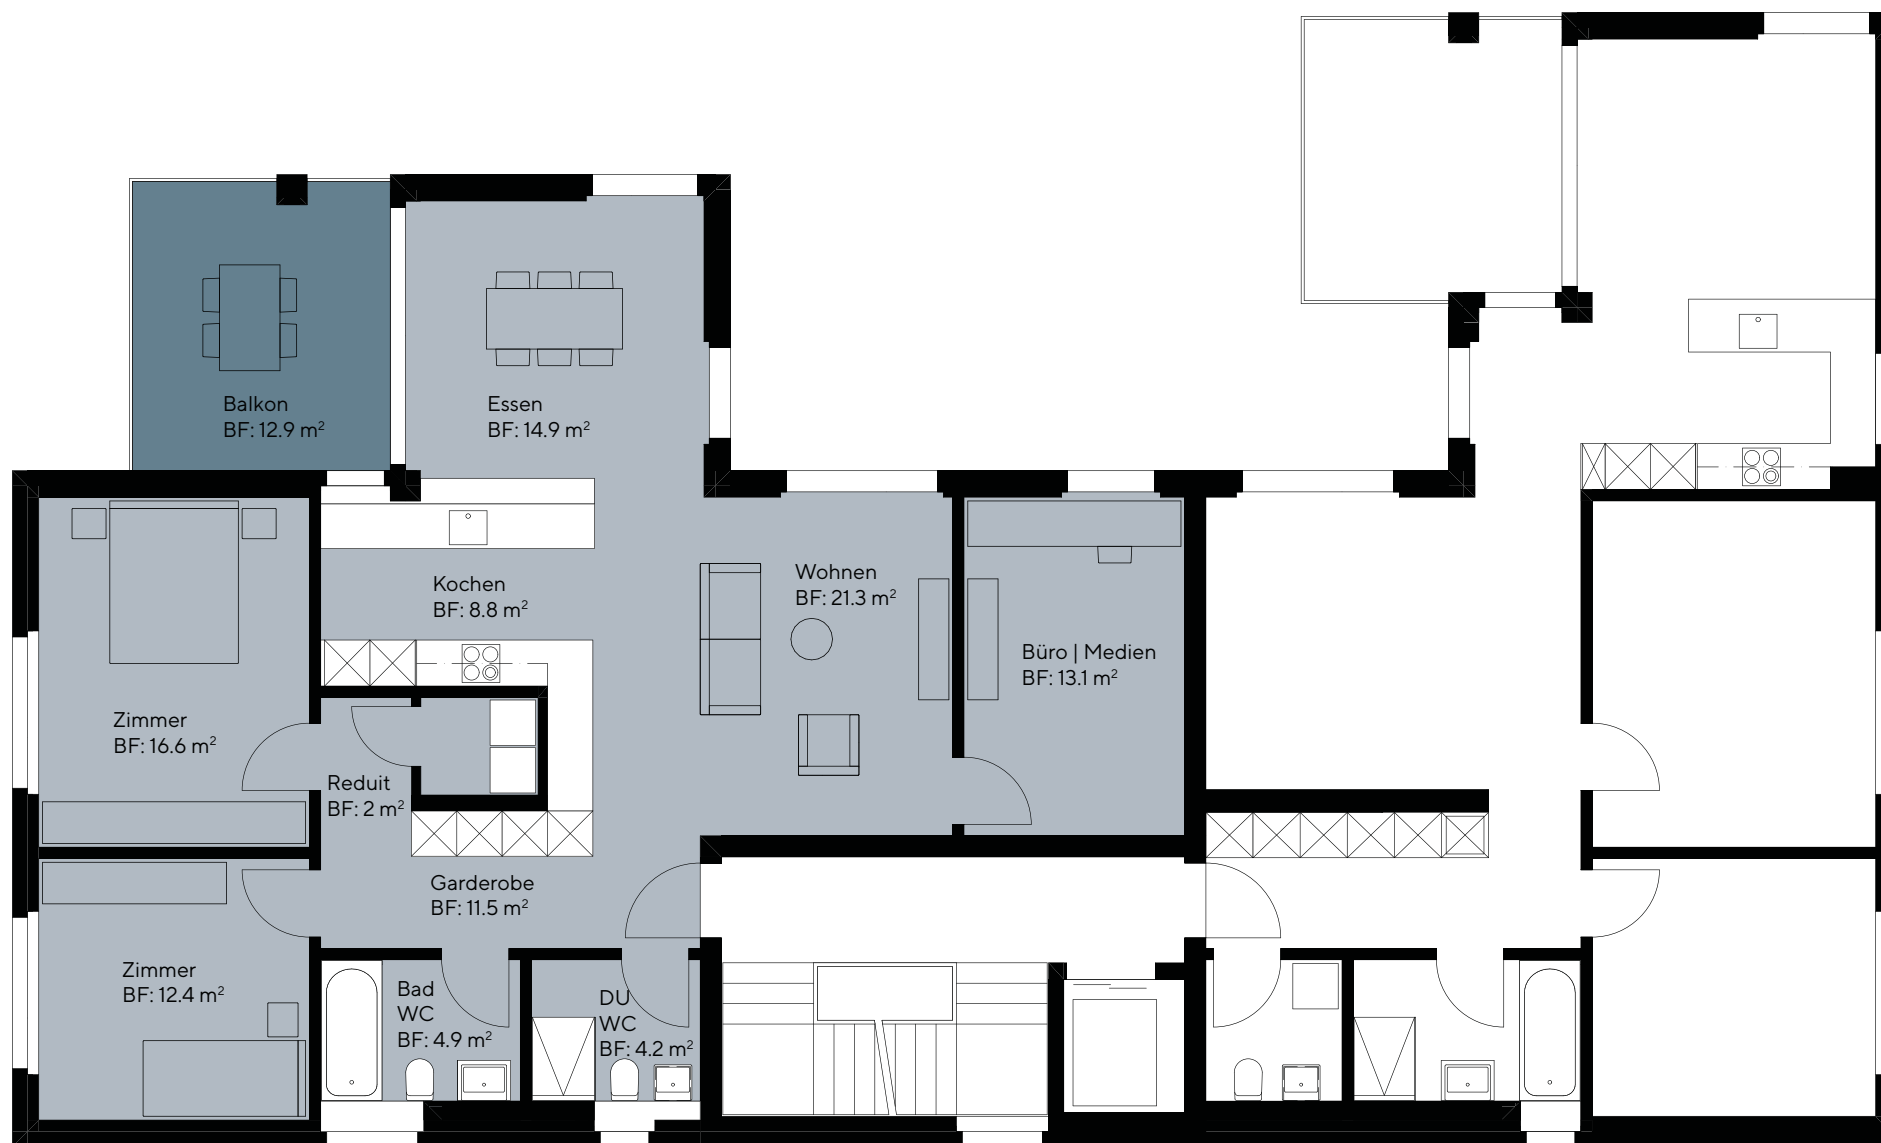 Balkon
BF: 12.9 m²
Essen
BF: 14.9 m²
Kochen
BF: 8.8 m²
Wohnen
BF: 21.3 m²
Büro | Medien
BF: 13.1 m²
Zimmer
BF: 16.6 m²
Reduit
BF: 2 m²
Garderobe
BF: 11.5 m²
Zimmer
BF: 12.4 m²
Bad
WC
BF: 4.9 m²
DU
WC
BF: 4.2 m²